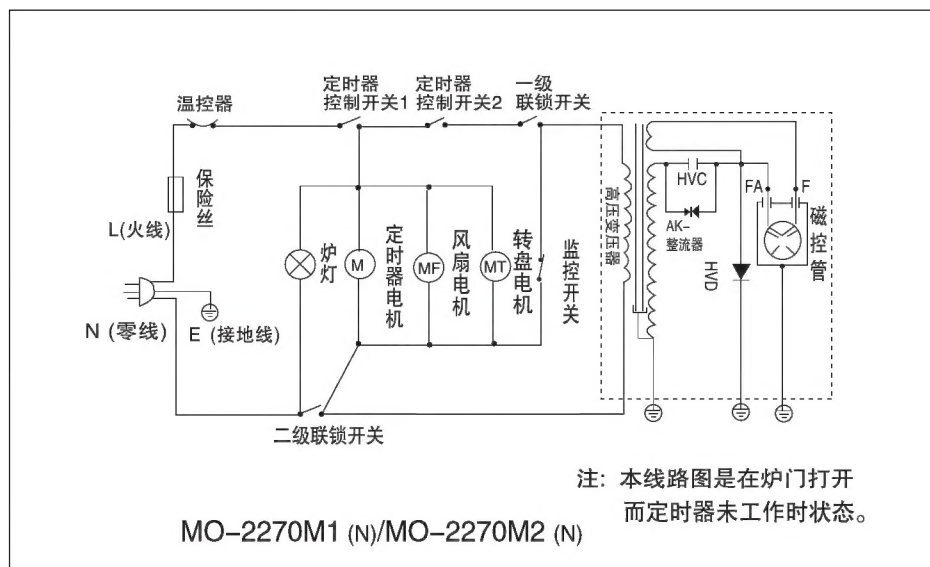 定时器
控制开关1
定时器
控制开关2
一级
联锁开关
温控器
保险丝
L(火线)
N (零线)
E (接地线)
炉灯
M
定时器电机
MF
风扇电机
MT
转盘电机
监控开关
二级联锁开关
高压变压器
HVC
AK-
整流器
HVD
FA
F
磁控管
注: 本线路图是在炉门打开
而定时器未工作时状态。
MO-2270M1 (N)/MO-2270M2 (N)